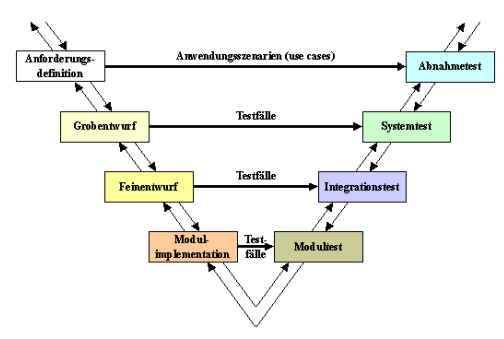 Anforderungs-
definition
Anwendungsszenarien (use cases)
Abnahmetest
Grobentwurf
Testfälle
Systemtest
Feinentwurf
Testfälle
Integrationstest
Modul-
implementation
Test-
fälle
Modultest